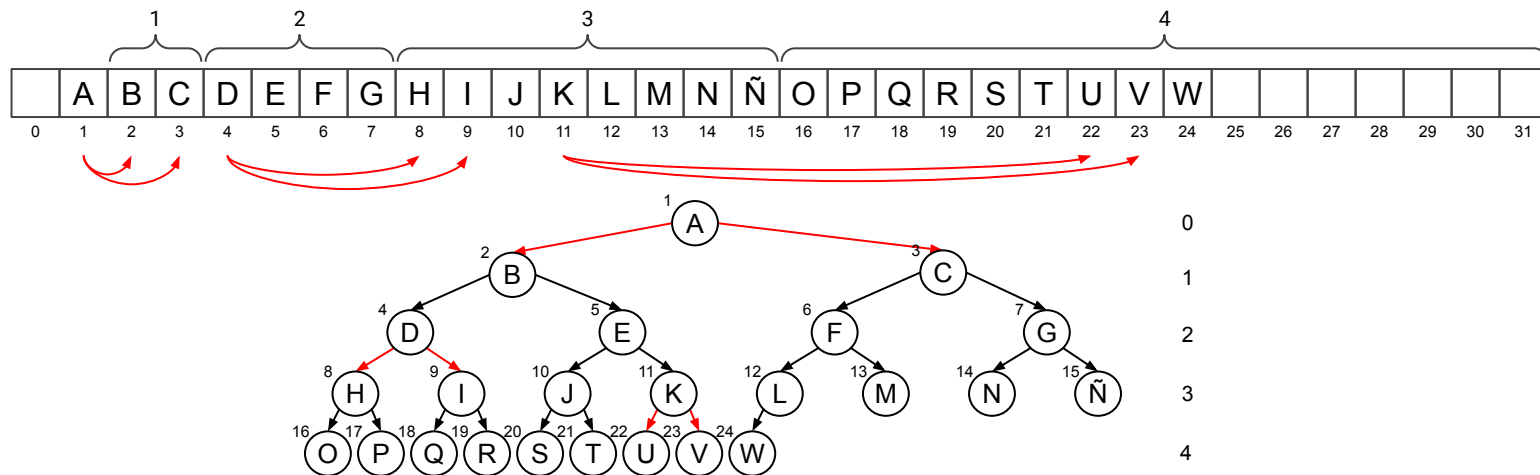 1 2 3 4
A B C D E F G H I J K L M N Ñ O P Q R S T U V W
0 1 2 3 4 5 6 7 8 9 10 11 12 13 14 15 16 17 18 19 20 21 22 23 24 25 26 27 28 29 30 31
1 A 0
2 B 3 C 1
4 D 5 E 6 F 7 G 2
8 H 9 I 10 J 11 K 12 L 13 M 14 N 15 Ñ 3
16 O 17 P 18 Q 19 R 20 S 21 T 22 U 23 V 24 W 4